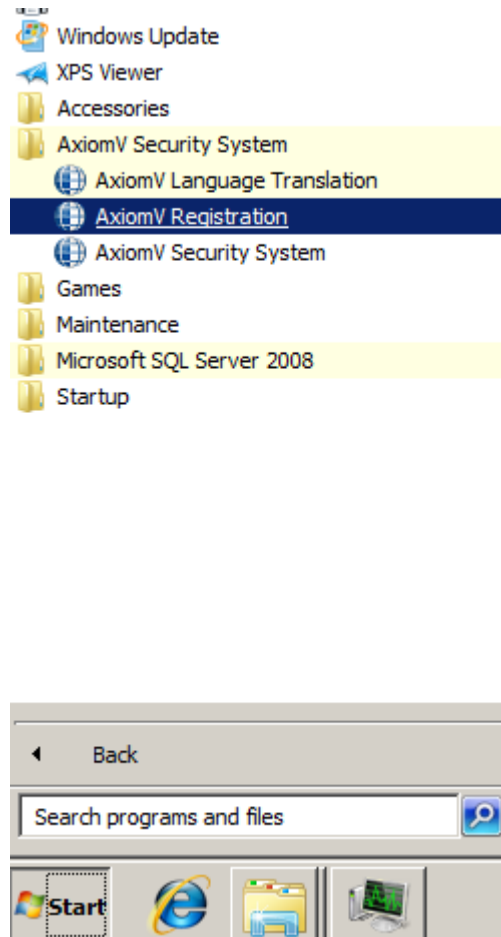 Windows Update
XPS Viewer
Accessories
AxiomV Security System
AxiomV Language Translation
AxiomV Registration
AxiomV Security System
Games
Maintenance
Microsoft SQL Server 2008
Startup
Back
Search programs and files
Start